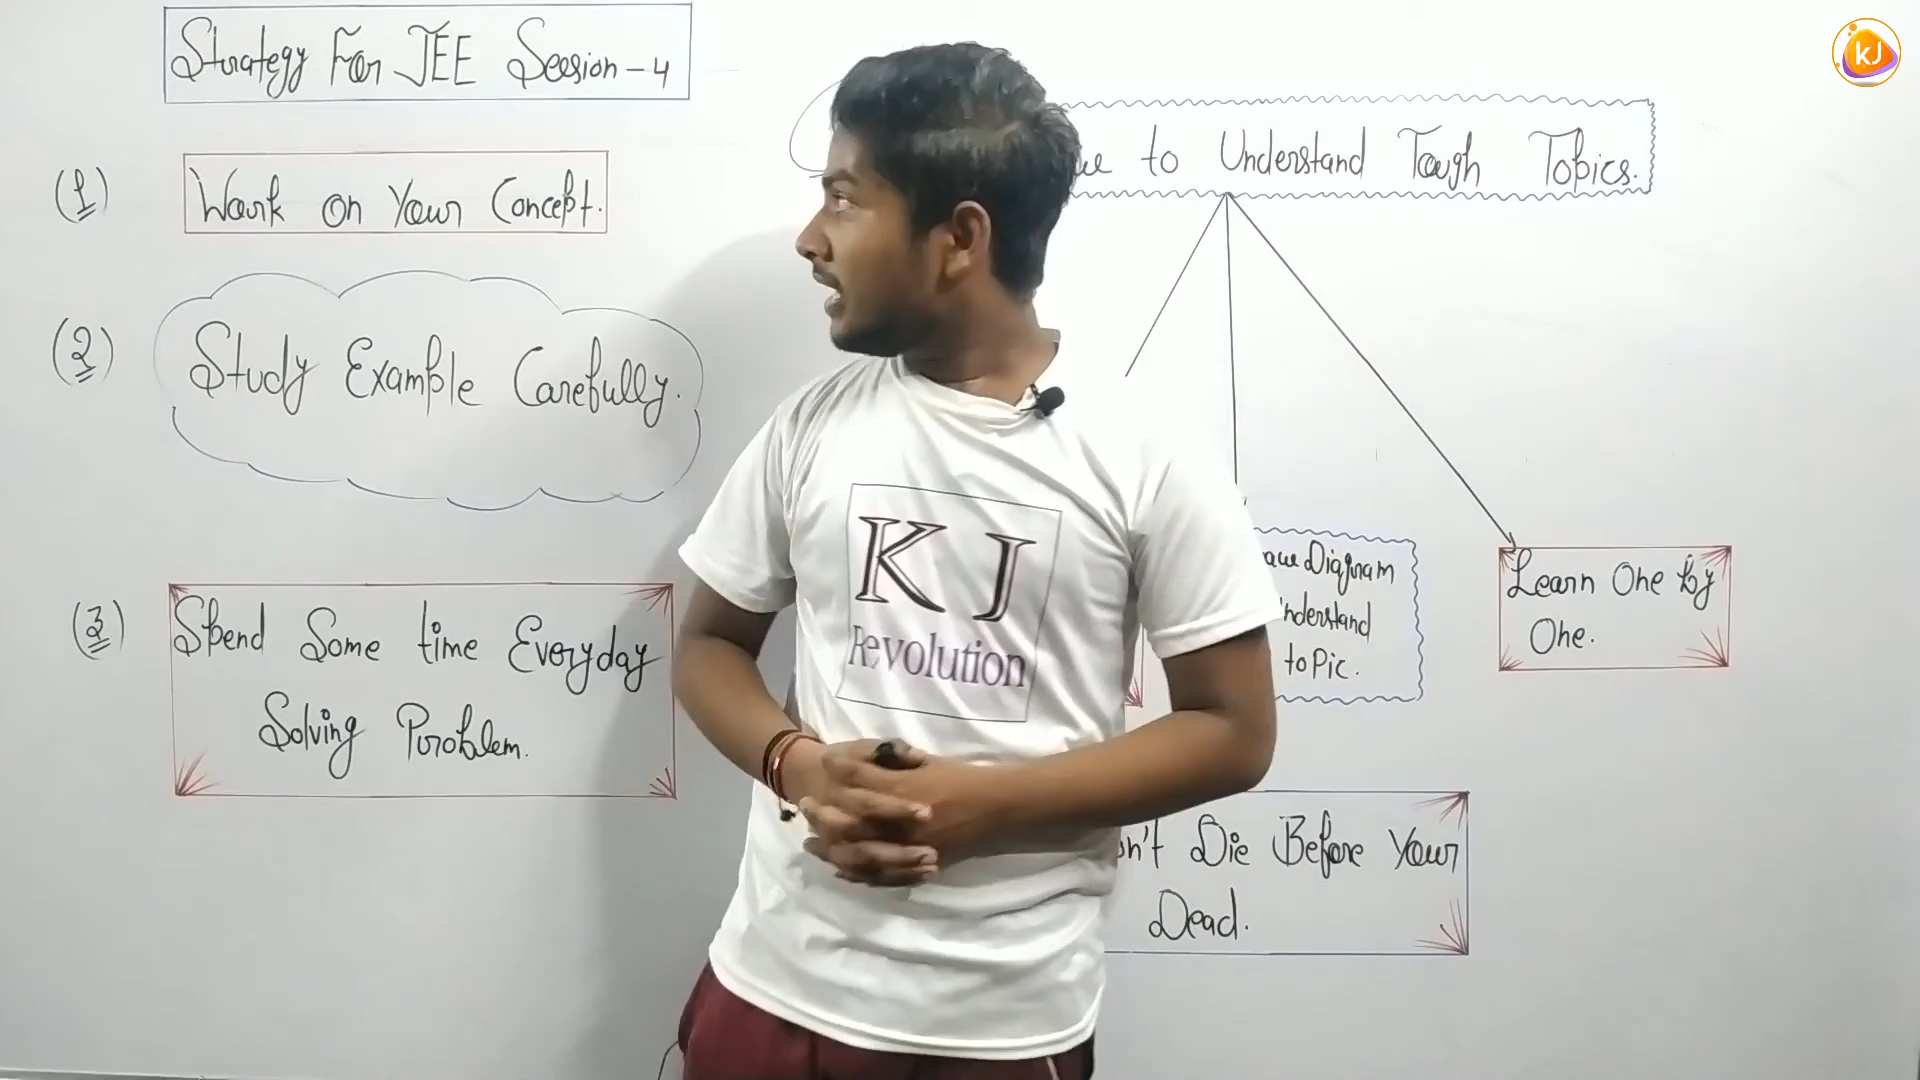 Strategy For JEE Session - 4
(1) Work on Your Concept.
(2) Study Example Carefully.
(3) Spend Some time Everyday
Solving Problem.
to Understand Tough Topics.
Diagram
topic.
Learn One by
One.
Die Before Your
Dead.
KJ
Revolution
KJ